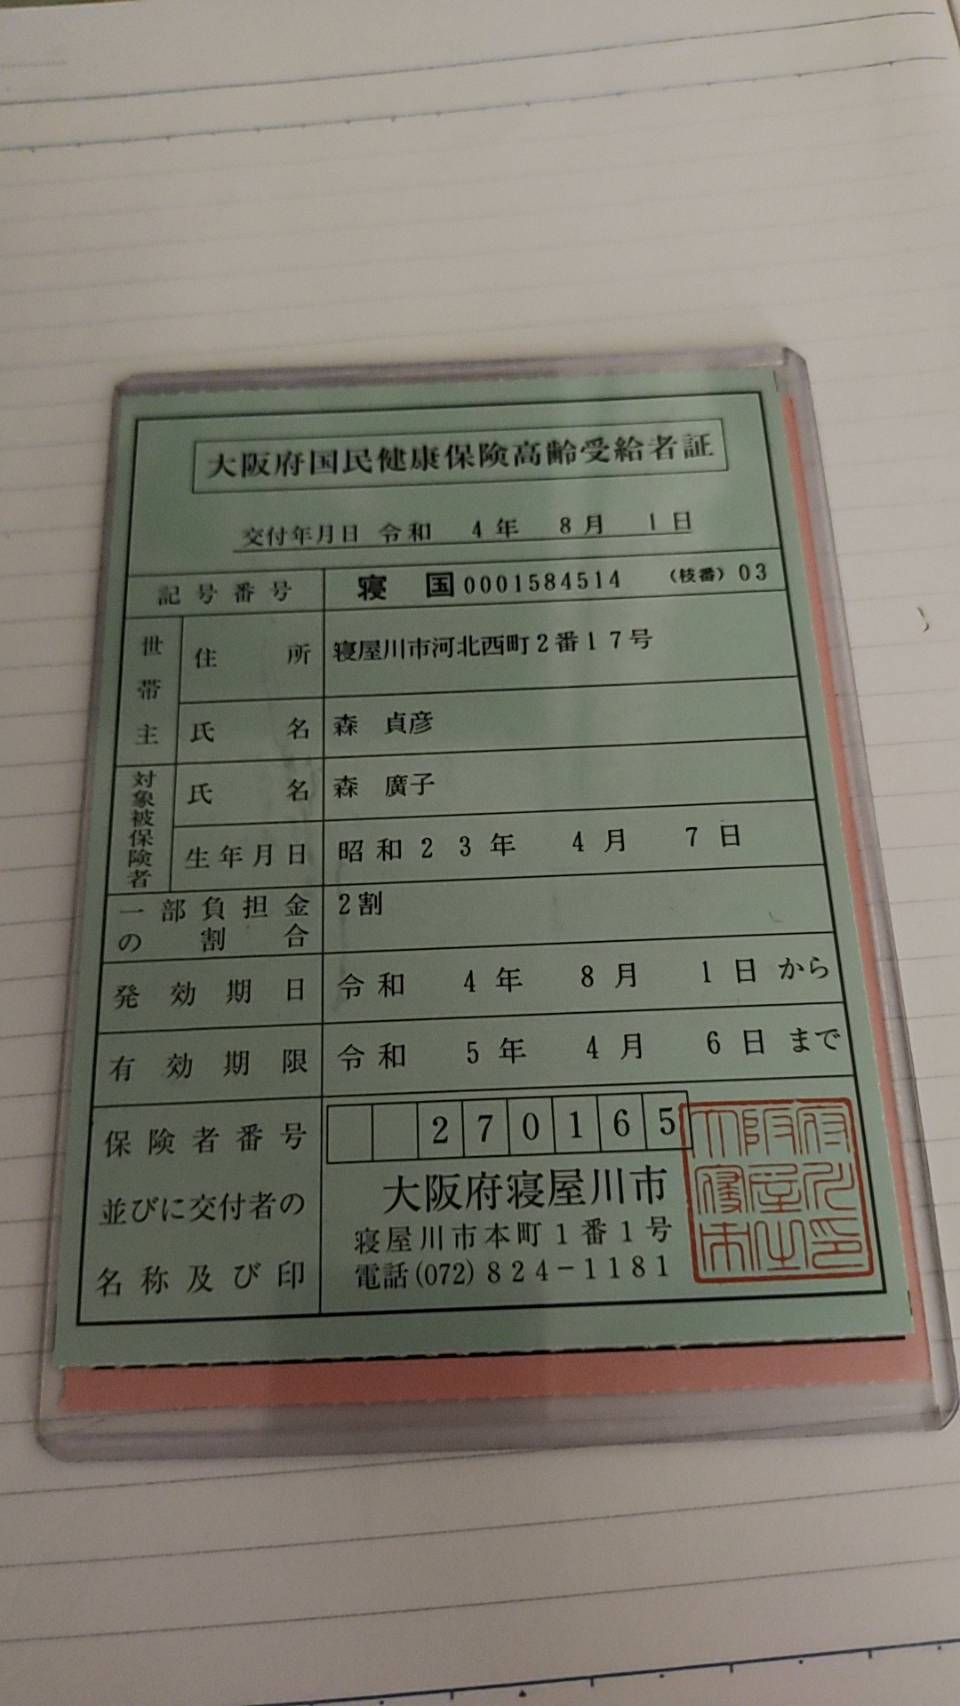 大阪府国民健康保険高齢受給者証
交付年月日 令和 4年 8月 1日
記号番号 寝 国0001584514 (枝番)03
世帯主 住所 寝屋川市河北西町2番17号
氏名 森 貞彦
対象被保険者 氏名 森 廣子
生年月日 昭和23年 4月 7日
一部負担金の割合 2割
発効期日 令和 4年 8月 1日 から
有効期限 令和 5年 4月 6日 まで
保険者番号 270165
並びに交付者の 大阪府寝屋川市
寝屋川市本町1番1号
名称及び印 電話(072)824-1181